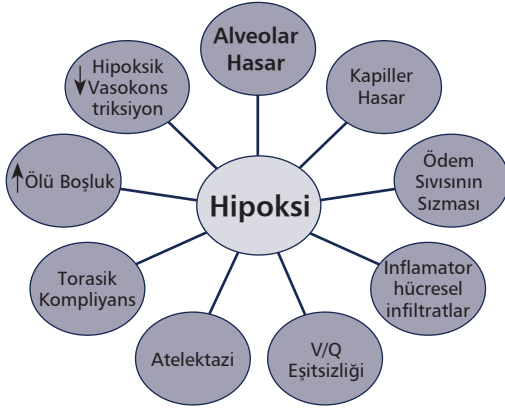 Alveolar
Hasar
Kapiller
Hasar
Ödem
Sıvısının
Sızması
Inflamator
hücresel
infiltratlar
V/Q
Eşitsizliği
Atelektazi
Torasik
Kompliyans
↑Ölü Boşluk
↓Hipoksik
Vasokons
triksiyon
Hipoksi